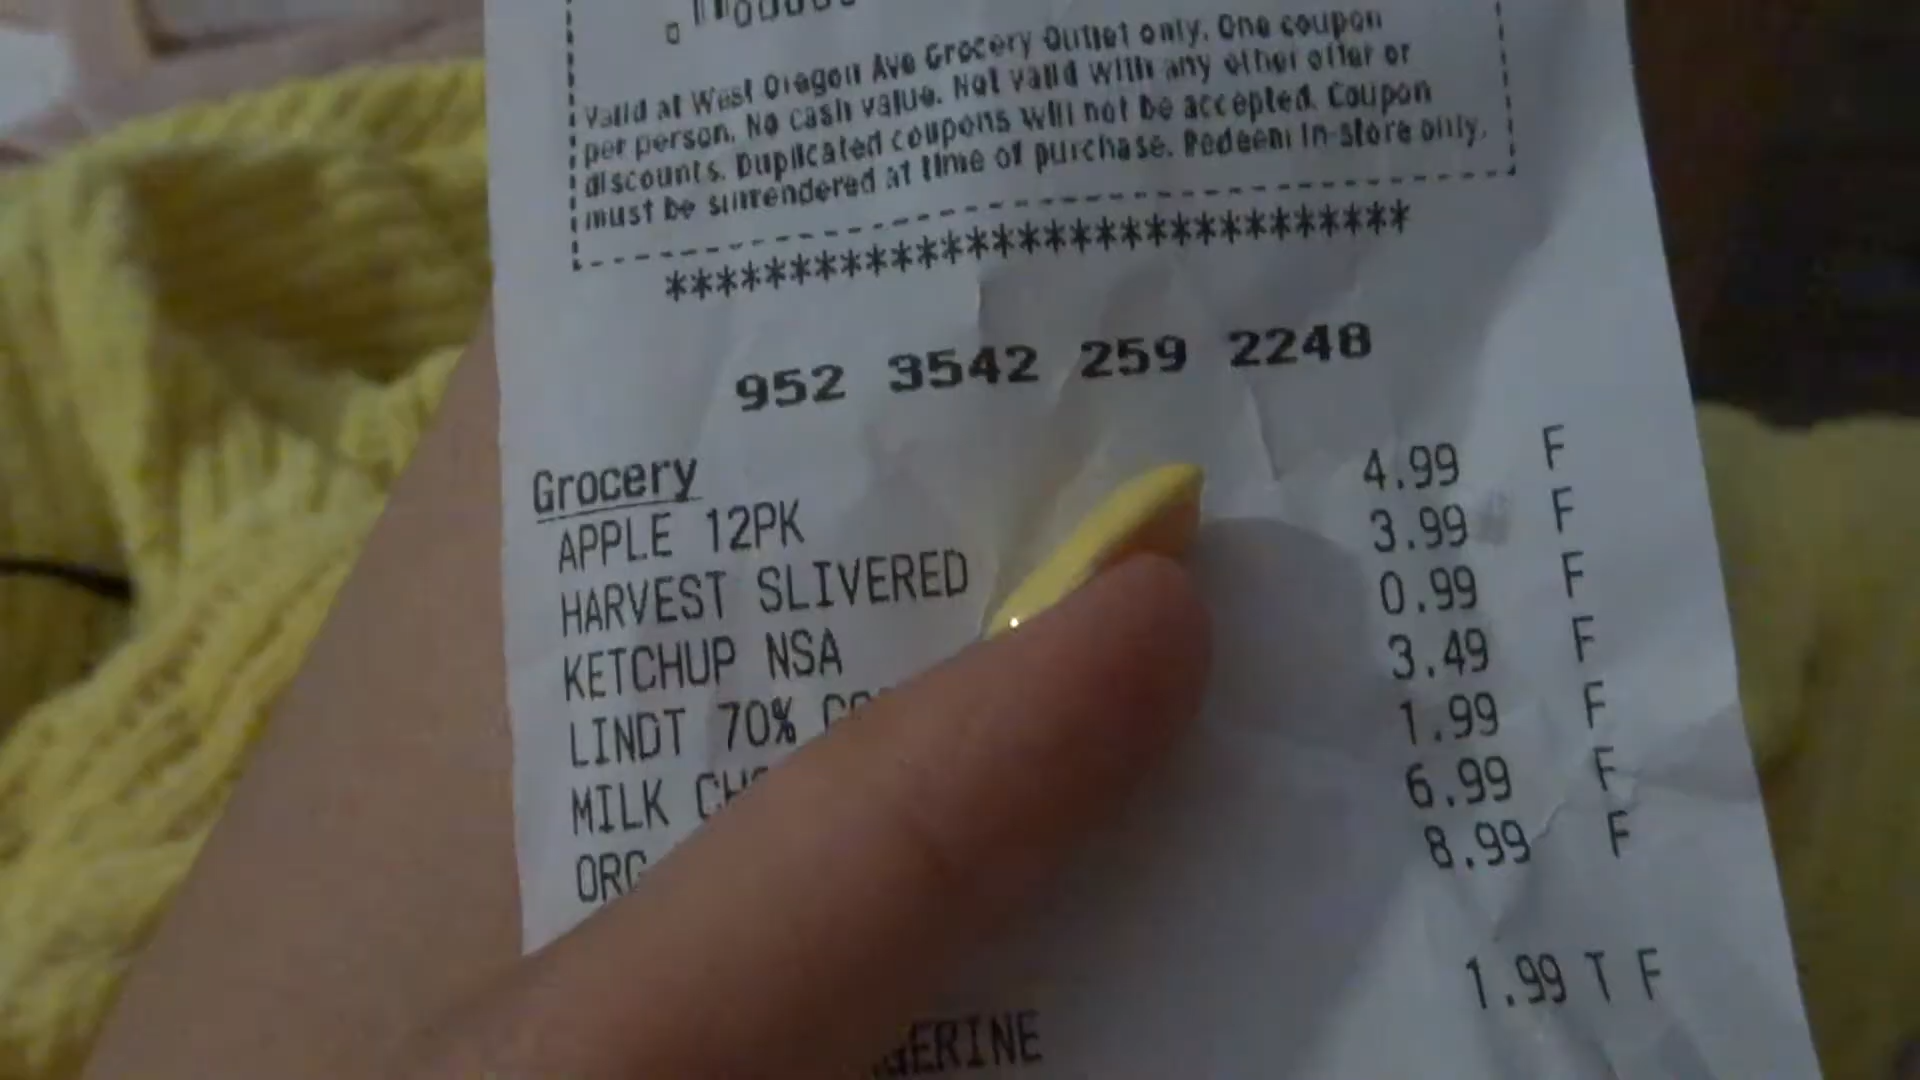 Valid at West Oregon Ave Grocery Outlet only. One coupon
per person. No cash value. Not valid with any other offer or
discounts. Duplicated coupons will not be accepted. Coupon
must be surrendered at time of purchase. Redeem in-store only.
******************************
952 3542 259 2248
Grocery
APPLE 12PK 4.99 F
HARVEST SLIVERED 3.99 F
KETCHUP NSA 0.99 F
LINDT 70% 3.49 F
MILK 1.99 F
ORG 6.99 F
8.99 F
1.99 T F